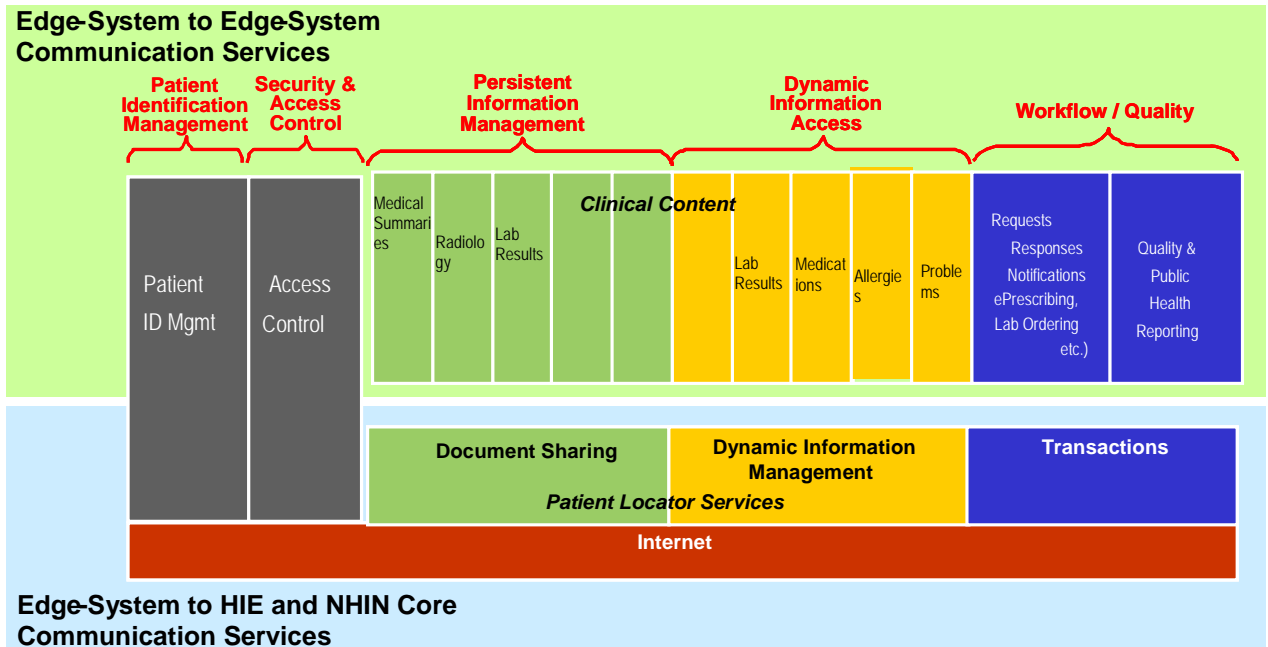 Edge-System to Edge-System
Communication Services
Patient
Identification
Management
Security &
Access
Control
Persistent
Information
Management
Dynamic
Information
Access
Workflow / Quality
Clinical Content
Patient
ID Mgmt
Access
Control
Medical
Summari
es
Radiolo
gy
Lab
Results
Lab
Results
Medicat
ions
Allergie
s
Proble
ms
Requests
Responses
Notifications
ePrescribing,
Lab Ordering
etc.)
Quality &
Public
Health
Reporting
Document Sharing
Dynamic Information
Management
Transactions
Patient Locator Services
Internet
Edge-System to HIE and NHIN Core
Communication Services